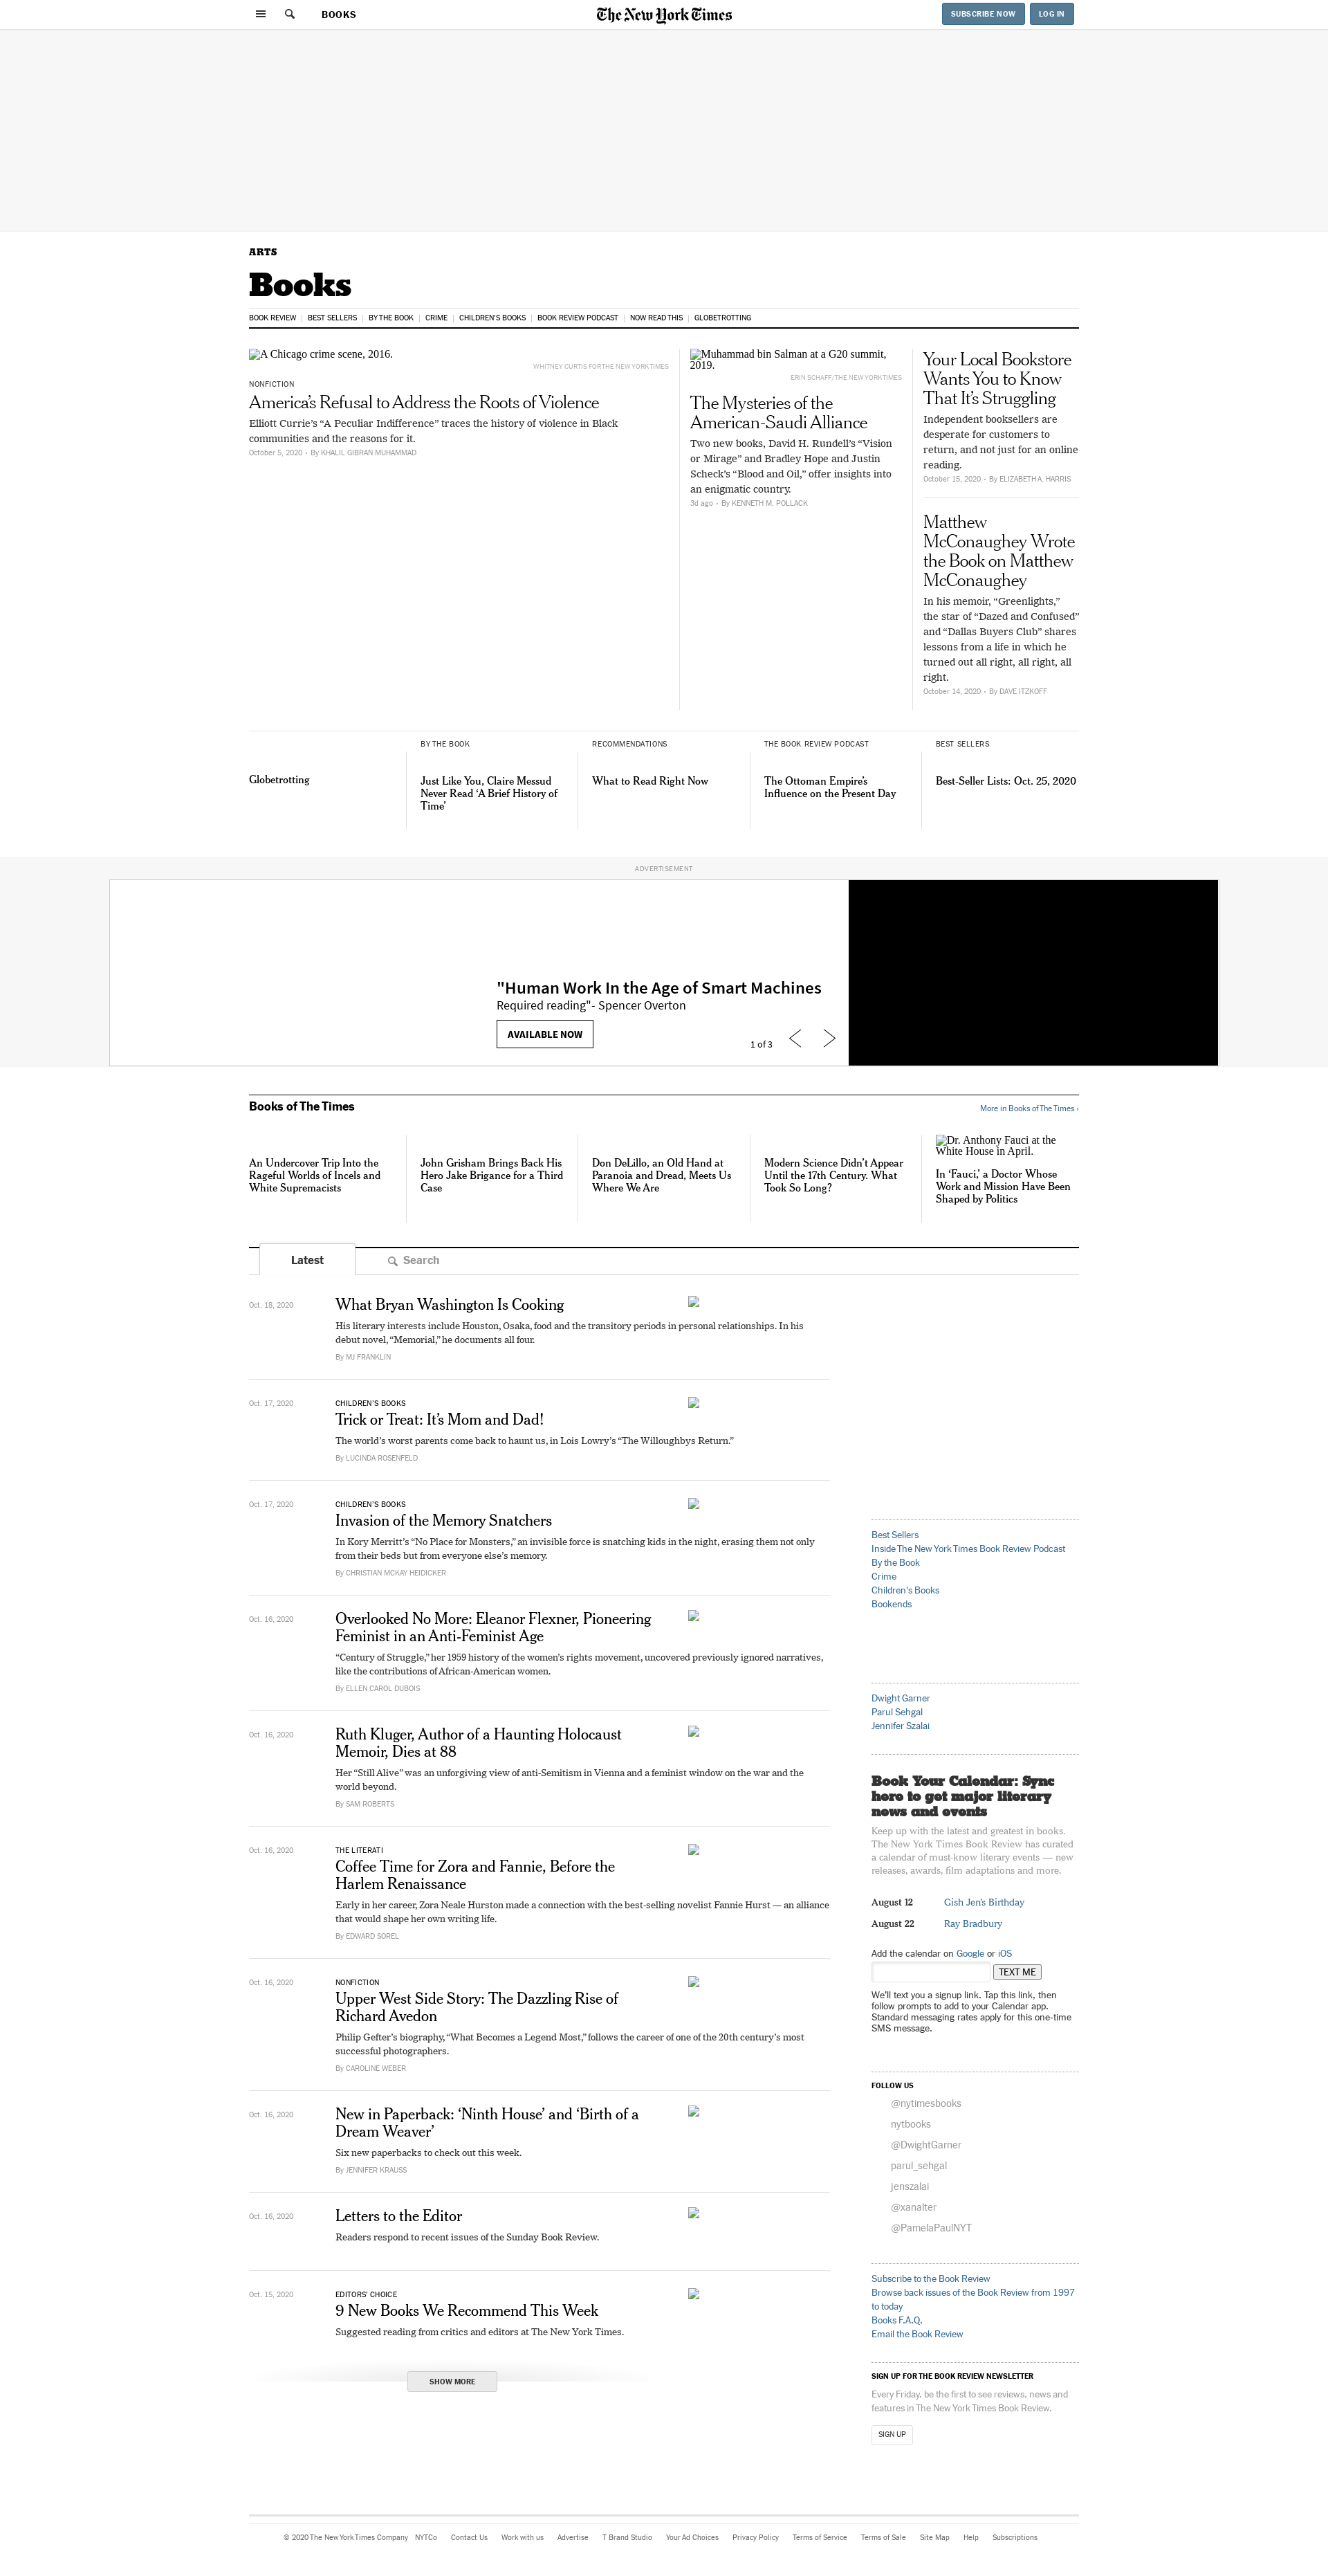 BOOKS
The New York Times
SUBSCRIBE NOW
LOG IN
ARTS
Books
BOOK REVIEW
BEST SELLERS
BY THE BOOK
CRIME
CHILDREN'S BOOKS
BOOK REVIEW PODCAST
NOW READ THIS
GLOBETROTTING
A Chicago crime scene, 2016.
WHITNEY CURTIS FOR THE NEW YORK TIMES
NONFICTION
America's Refusal to Address the Roots of Violence
Elliott Currie's “A Peculiar Indifference” traces the history of violence in Black
communities and the reasons for it.
October 5, 2020 • By KHALIL GIBRAN MUHAMMAD
Muhammad bin Salman at a G20 summit,
2019.
ERIN SCHAFF/THE NEW YORK TIMES
The Mysteries of the
American-Saudi Alliance
Two new books, David H. Rundell's “Vision
or Mirage” and Bradley Hope and Justin
Scheck's “Blood and Oil,” offer insights into
an enigmatic country.
3d ago • By KENNETH M. POLLACK
Your Local Bookstore
Wants You to Know
That It's Struggling
Independent booksellers are
desperate for customers to
return, and not just for an online
reading.
October 15, 2020 • By ELIZABETH A. HARRIS
Matthew
McConaughey Wrote
the Book on Matthew
McConaughey
In his memoir, “Greenlights,”
the star of “Dazed and Confused”
and “Dallas Buyers Club” shares
lessons from a life in which he
turned out all right, all right, all
right.
October 14, 2020 • By DAVE ITZKOFF
Globetrotting
BY THE BOOK
Just Like You, Claire Messud
Never Read ‘A Brief History of
Time’
RECOMMENDATIONS
What to Read Right Now
THE BOOK REVIEW PODCAST
The Ottoman Empire's
Influence on the Present Day
BEST SELLERS
Best-Seller Lists: Oct. 25, 2020
ADVERTISEMENT
"Human Work In the Age of Smart Machines
Required reading"- Spencer Overton
AVAILABLE NOW
1 of 3
Books of The Times
More in Books of The Times ›
An Undercover Trip Into the
Rageful Worlds of Incels and
White Supremacists
John Grisham Brings Back His
Hero Jake Brigance for a Third
Case
Don DeLillo, an Old Hand at
Paranoia and Dread, Meets Us
Where We Are
Modern Science Didn't Appear
Until the 17th Century. What
Took So Long?
Dr. Anthony Fauci at the
White House in April.
In ‘Fauci,’ a Doctor Whose
Work and Mission Have Been
Shaped by Politics
Latest
Search
Oct. 18, 2020
What Bryan Washington Is Cooking
His literary interests include Houston, Osaka, food and the transitory periods in personal relationships. In his
debut novel, “Memorial,” he documents all four.
By MJ FRANKLIN
Oct. 17, 2020
CHILDREN'S BOOKS
Trick or Treat: It's Mom and Dad!
The world's worst parents come back to haunt us, in Lois Lowry's “The Willoughbys Return.”
By LUCINDA ROSENFELD
Oct. 17, 2020
CHILDREN'S BOOKS
Invasion of the Memory Snatchers
In Kory Merritt's “No Place for Monsters,” an invisible force is snatching kids in the night, erasing them not only
from their beds but from everyone else's memory.
By CHRISTIAN MCKAY HEIDICKER
Oct. 16, 2020
Overlooked No More: Eleanor Flexner, Pioneering
Feminist in an Anti-Feminist Age
“Century of Struggle,” her 1959 history of the women's rights movement, uncovered previously ignored narratives,
like the contributions of African-American women.
By ELLEN CAROL DUBOIS
Oct. 16, 2020
Ruth Kluger, Author of a Haunting Holocaust
Memoir, Dies at 88
Her “Still Alive” was an unforgiving view of anti-Semitism in Vienna and a feminist window on the war and the
world beyond.
By SAM ROBERTS
Oct. 16, 2020
THE LITERATI
Coffee Time for Zora and Fannie, Before the
Harlem Renaissance
Early in her career, Zora Neale Hurston made a connection with the best-selling novelist Fannie Hurst — an alliance
that would shape her own writing life.
By EDWARD SOREL
Oct. 16, 2020
NONFICTION
Upper West Side Story: The Dazzling Rise of
Richard Avedon
Philip Gefter's biography, “What Becomes a Legend Most,” follows the career of one of the 20th century's most
successful photographers.
By CAROLINE WEBER
Oct. 16, 2020
New in Paperback: ‘Ninth House’ and ‘Birth of a
Dream Weaver’
Six new paperbacks to check out this week.
By JENNIFER KRAUSS
Oct. 16, 2020
Letters to the Editor
Readers respond to recent issues of the Sunday Book Review.
Oct. 15, 2020
EDITORS' CHOICE
9 New Books We Recommend This Week
Suggested reading from critics and editors at The New York Times.
SHOW MORE
Best Sellers
Inside The New York Times Book Review Podcast
By the Book
Crime
Children's Books
Bookends
Dwight Garner
Parul Sehgal
Jennifer Szalai
Book Your Calendar: Sync
here to get major literary
news and events
Keep up with the latest and greatest in books.
The New York Times Book Review has curated
a calendar of must-know literary events — new
releases, awards, film adaptations and more.
August 12 Gish Jen's Birthday
August 22 Ray Bradbury
Add the calendar on Google or iOS
TEXT ME
We'll text you a signup link. Tap this link, then
follow prompts to add to your Calendar app.
Standard messaging rates apply for this one-time
SMS message.
FOLLOW US
@nytimesbooks
nytbooks
@DwightGarner
parul_sehgal
jenszalai
@xanalter
@PamelaPaulNYT
Subscribe to the Book Review
Browse back issues of the Book Review from 1997
to today
Books F.A.Q.
Email the Book Review
SIGN UP FOR THE BOOK REVIEW NEWSLETTER
Every Friday, be the first to see reviews, news and
features in The New York Times Book Review.
SIGN UP
© 2020 The New York Times Company NYTCo Contact Us Work with us Advertise T Brand Studio Your Ad Choices Privacy Policy Terms of Service Terms of Sale Site Map Help Subscriptions